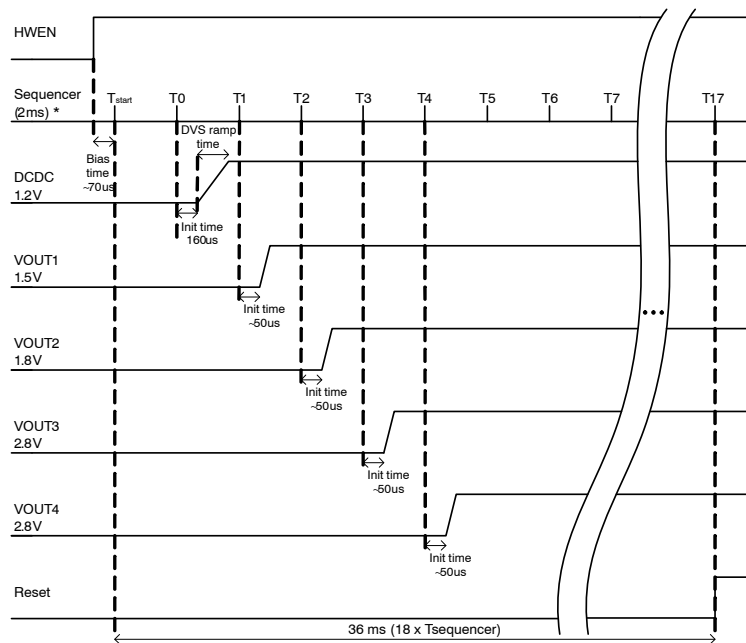 HWEN
Sequencer
(2ms) *
Tstart
T0
T1
T2
T3
T4
T5
T6
T7
T17
DVS ramp
time
Bias
time
~70us
DCDC
1.2V
Init time
160us
VOUT1
1.5V
Init time
~50us
VOUT2
1.8V
Init time
~50us
VOUT3
2.8V
Init time
~50us
VOUT4
2.8V
Init time
~50us
Reset
36 ms (18 x Tsequencer)